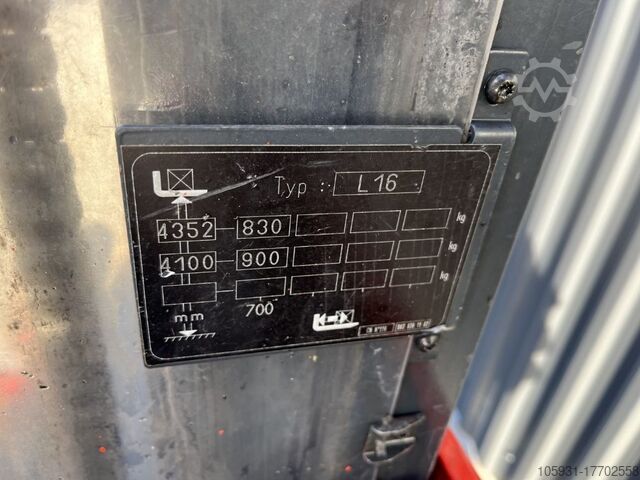 Typ : L16
4352 830 kg
4100 900 kg
kg
mm 700
105931-17702558